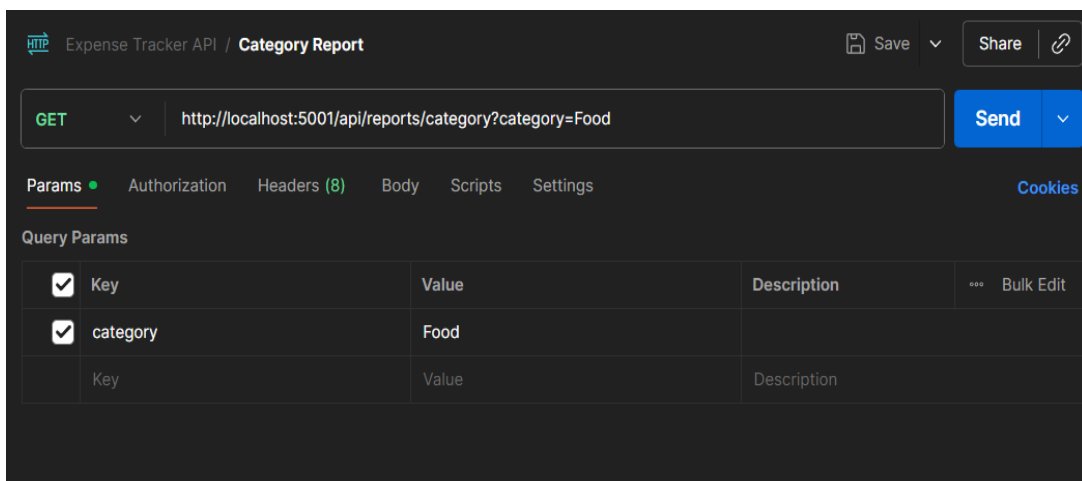 HTTP Expense Tracker API / Category Report Save Share
GET http://localhost:5001/api/reports/category?category=Food Send
Params Authorization Headers (8) Body Scripts Settings Cookies
Query Params
Key Value Description Bulk Edit
category Food
Key Value Description